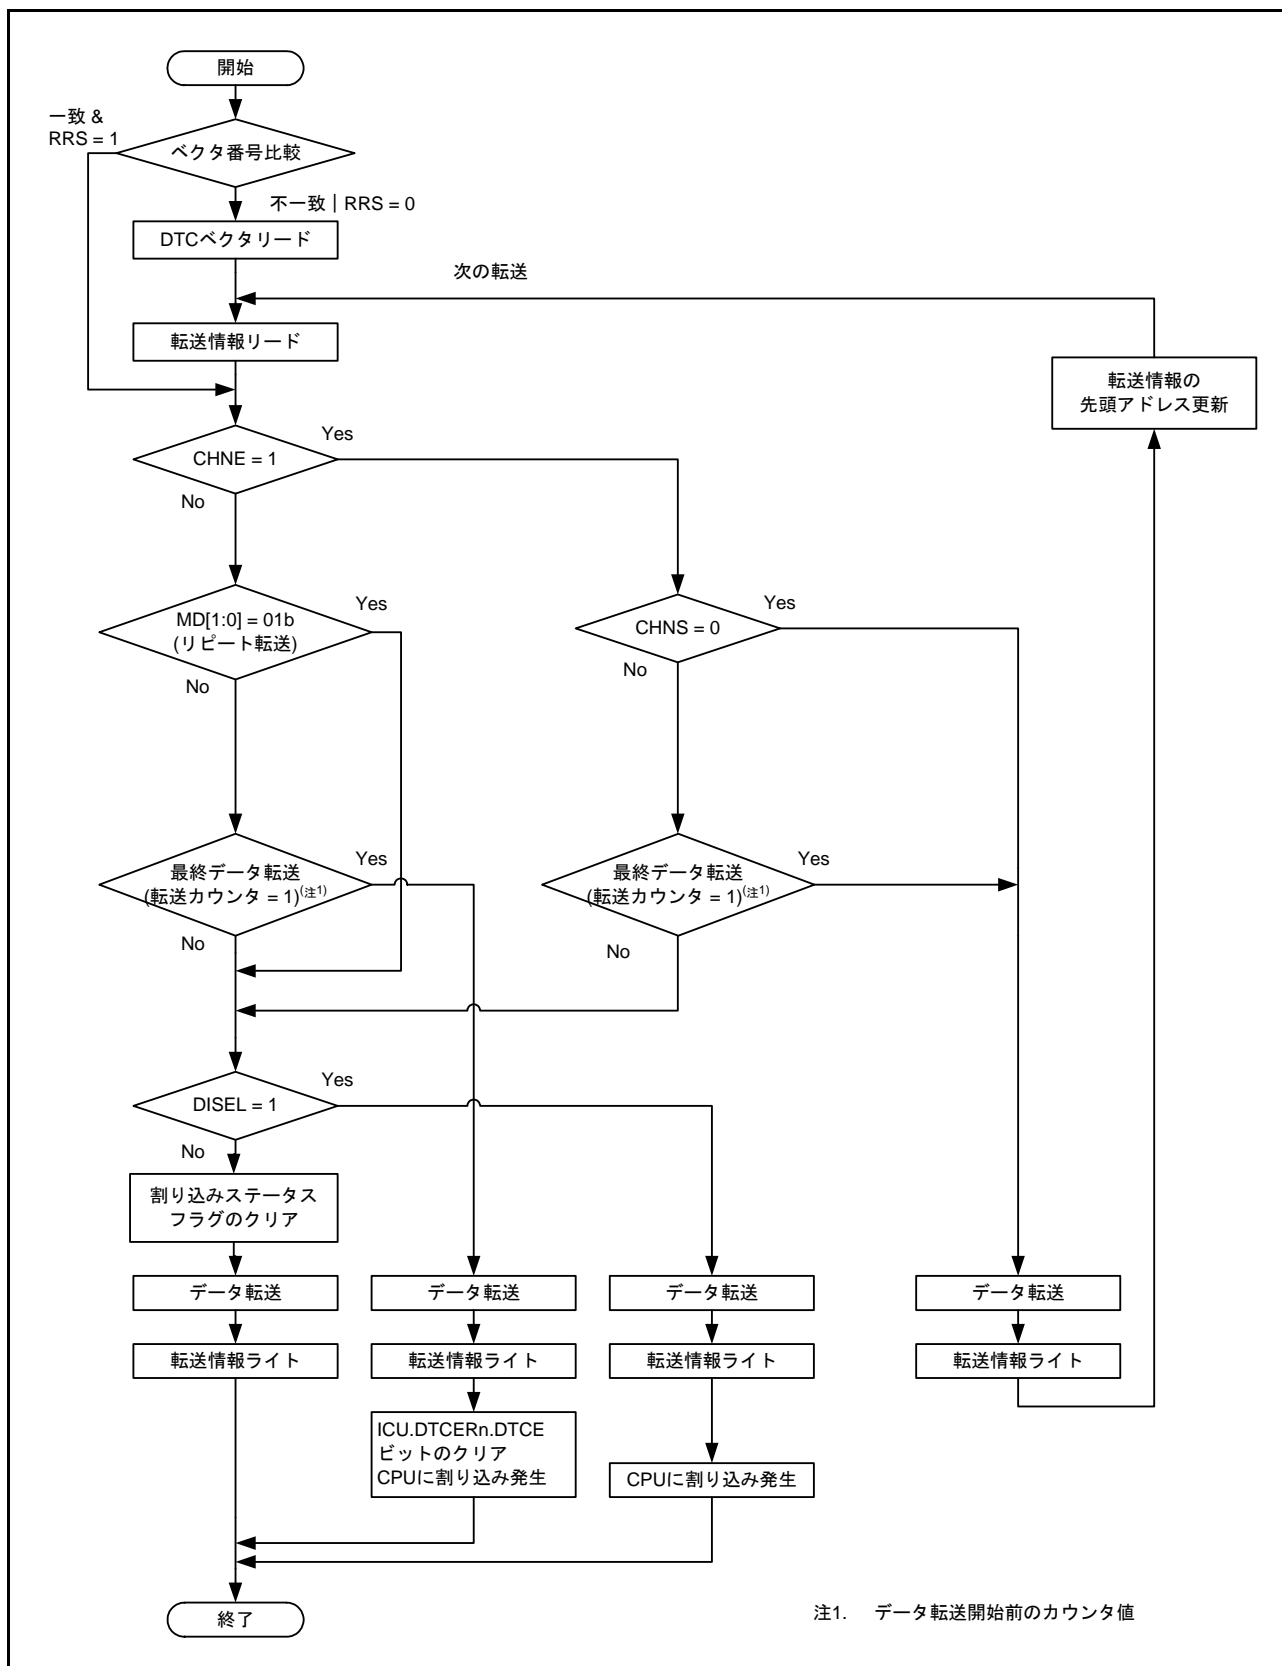 開始
一致 &
RRS = 1
ベクタ番号比較
不一致 | RRS = 0
DTCベクタリード
次の転送
転送情報リード
転送情報の
先頭アドレス更新
CHNE = 1
Yes
No
MD[1:0] = 01b
(リピート転送)
Yes
No
CHNS = 0
Yes
No
最終データ転送
(転送カウンタ = 1)(注1)
Yes
No
最終データ転送
(転送カウンタ = 1)(注1)
Yes
No
DISEL = 1
Yes
No
割り込みステータス
フラグのクリア
データ転送
データ転送
データ転送
データ転送
転送情報ライト
転送情報ライト
転送情報ライト
転送情報ライト
ICU.DTCERn.DTCE
ビットのクリア
CPUに割り込み発生
CPUに割り込み発生
終了
注1. データ転送開始前のカウンタ値